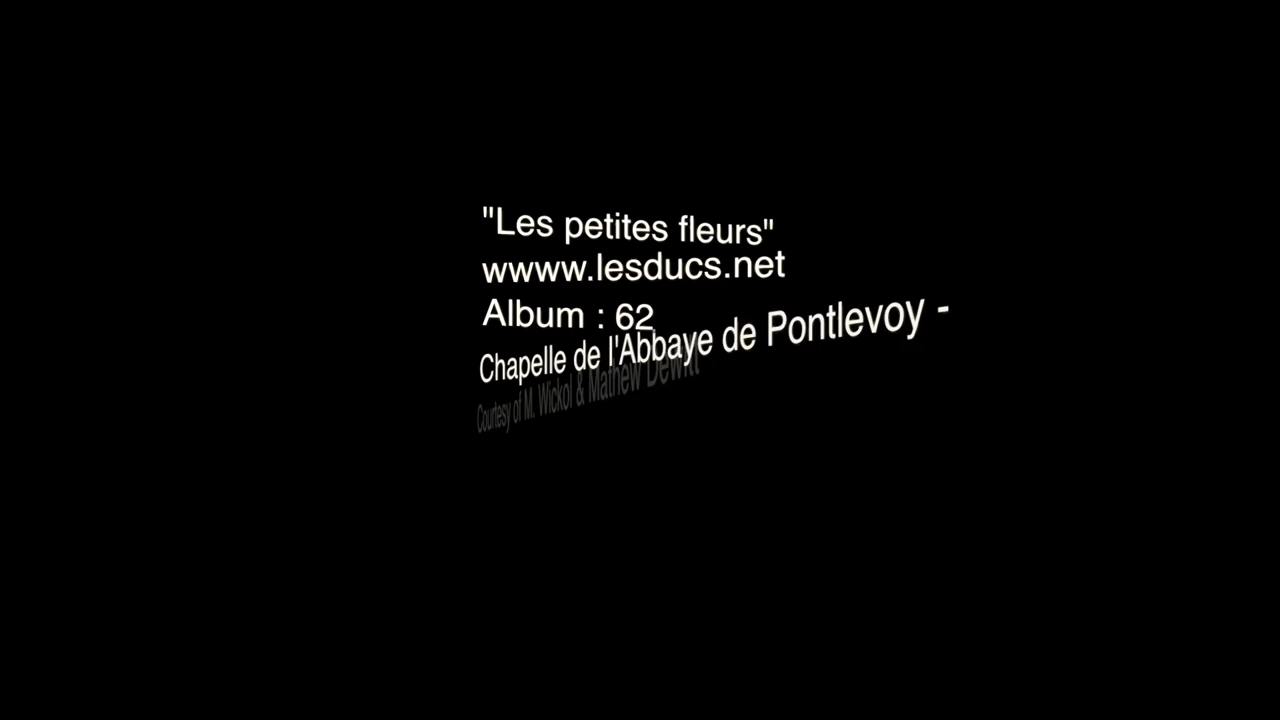 "Les petites fleurs"
wwww.lesducs.net
Album : 62
Chapelle de l'Abbaye de Pontlevoy -
Courtesy of M. Wickol & Mathew Dewitt